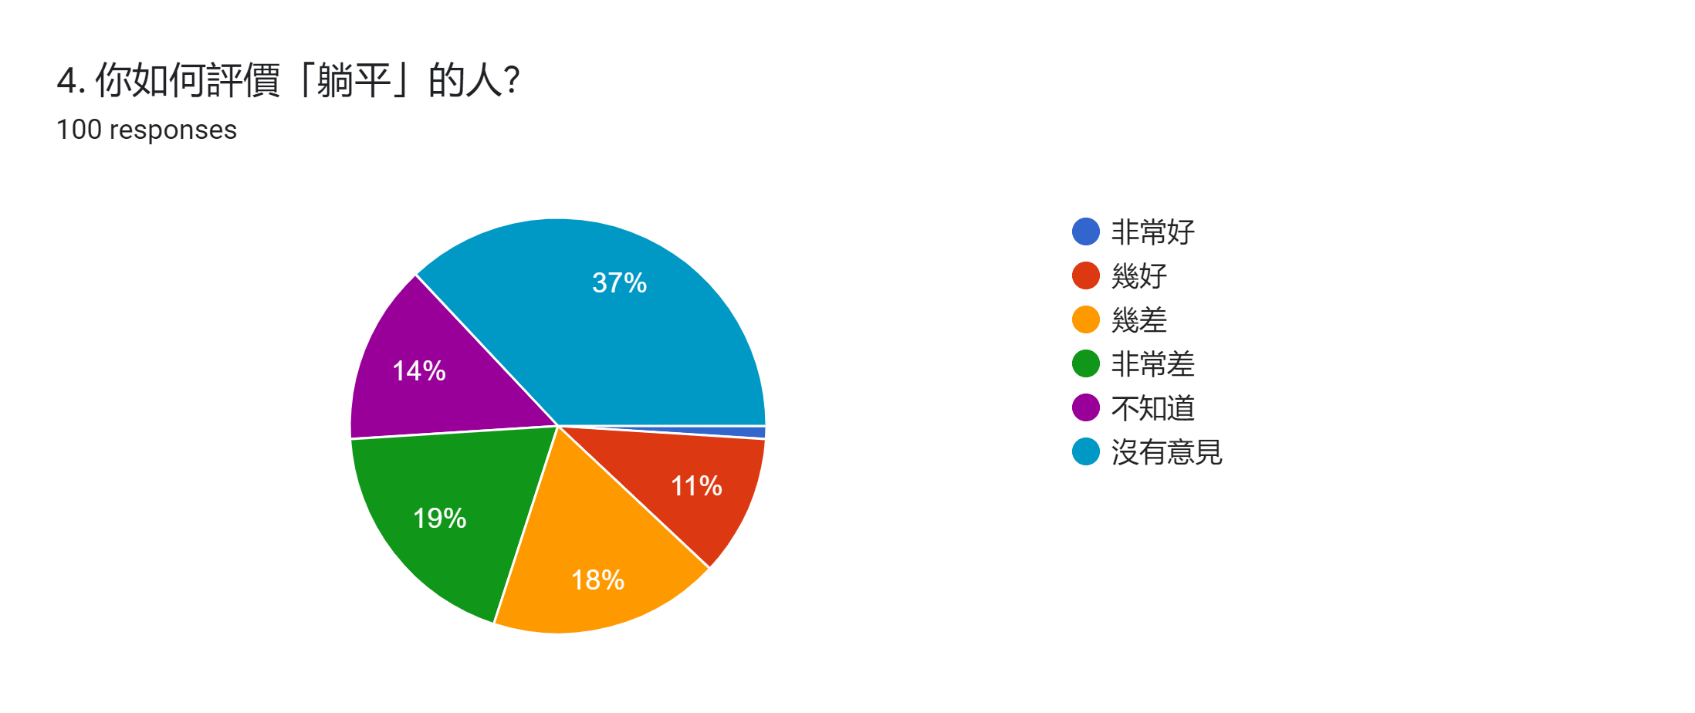 4. 你如何評價「躺平」的人？
100 responses
37%
14%
11%
19%
18%
非常好
幾好
幾差
非常差
不知道
沒有意見